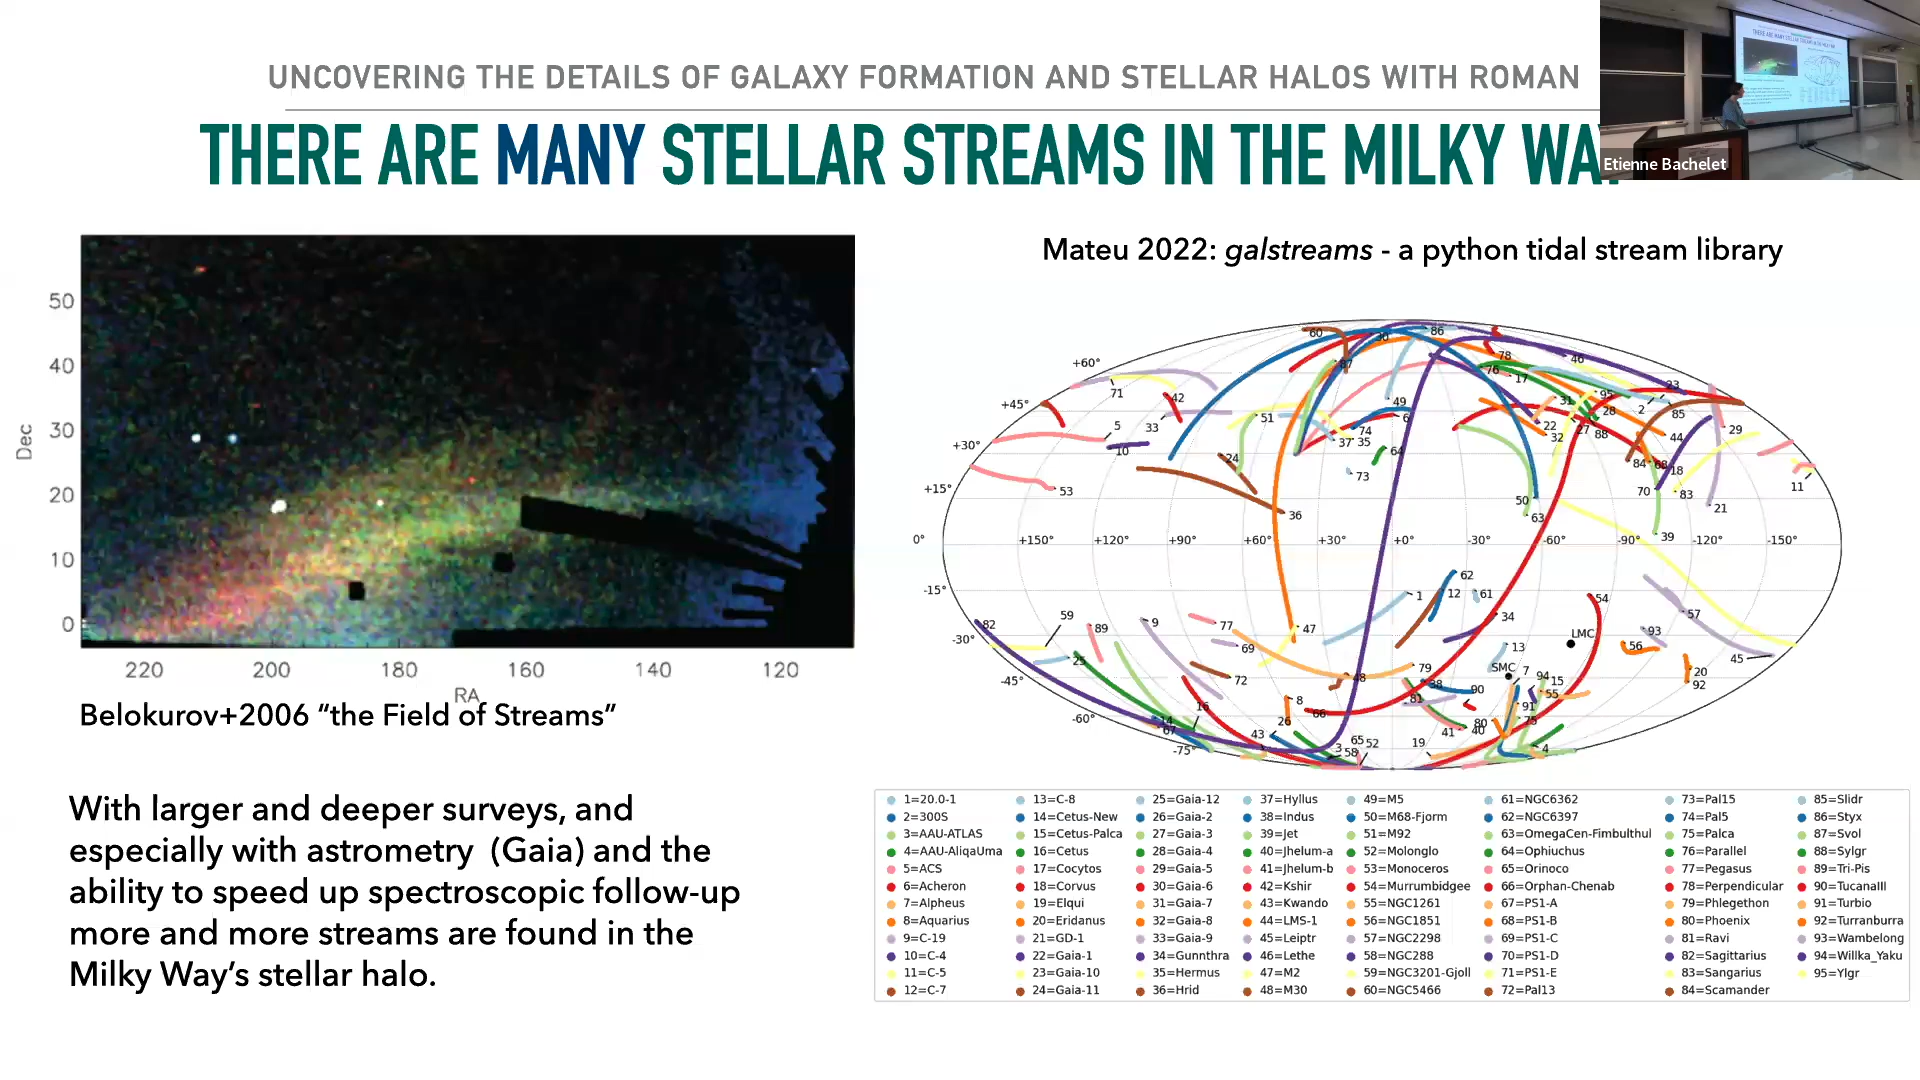 UNCOVERING THE DETAILS OF GALAXY FORMATION AND STELLAR HALOS WITH ROMAN
THERE ARE MANY STELLAR STREAMS IN THE MILKY WAY
Etienne Bachelet
Dec
50
40
30
20
10
0
220 200 180 160 140 120
RA
Belokurov+2006 “the Field of Streams”
With larger and deeper surveys, and
especially with astrometry (Gaia) and the
ability to speed up spectroscopic follow-up
more and more streams are found in the
Milky Way’s stellar halo.
Mateu 2022: galstreams - a python tidal stream library
+60°
+45°
+30°
+15°
0° +150° +120° +90° +60° +30° +0° -30° -60° -90° -120° -150°
-15°
-30°
-45°
-60°
-75°
LMC
SMC
1=20.0-1 13=C-8 25=Gaia-12 37=Hyllus 49=M5 61=NGC6362 73=Pal15 85=Slidr
2=300S 14=Cetus-New 26=Gaia-2 38=Indus 50=M68-Fjorm 62=NGC6397 74=Pal5 86=Styx
3=AAU-ATLAS 15=Cetus-Palca 27=Gaia-3 39=Jet 51=M92 63=OmegaCen-Fimbulthul 75=Palca 87=Svol
4=AAU-AliqaUma 16=Cetus 28=Gaia-4 40=Jhelum-a 52=Molonglo 64=Ophiuchus 76=Parallel 88=Sylgr
5=ACS 17=Cocytos 29=Gaia-5 41=Jhelum-b 53=Monoceros 65=Orinoco 77=Pegasus 89=Tri-Pis
6=Acheron 18=Corvus 30=Gaia-6 42=Kshir 54=Murrumbidgee 66=Orphan-Chenab 78=Perpendicular 90=TucanaIII
7=Alpheus 19=Elqui 31=Gaia-7 43=Kwando 55=NGC1261 67=PS1-A 79=Phlegethon 91=Turbio
8=Aquarius 20=Eridanus 32=Gaia-8 44=LMS-1 56=NGC1851 68=PS1-B 80=Phoenix 92=Turranburra
9=C-19 21=GD-1 33=Gaia-9 45=Leiptr 57=NGC2298 69=PS1-C 81=Ravi 93=Wambelong
10=C-4 22=Gaia-1 34=Gunnthra 46=Lethe 58=NGC288 70=PS1-D 82=Sagittarius 94=Willka_Yaku
11=C-5 23=Gaia-10 35=Hermus 47=M2 59=NGC3201-Gjoll 71=PS1-E 83=Sangarius 95=Ylgr
12=C-7 24=Gaia-11 36=Hrid 48=M30 60=NGC5466 72=Pal13 84=Scamander